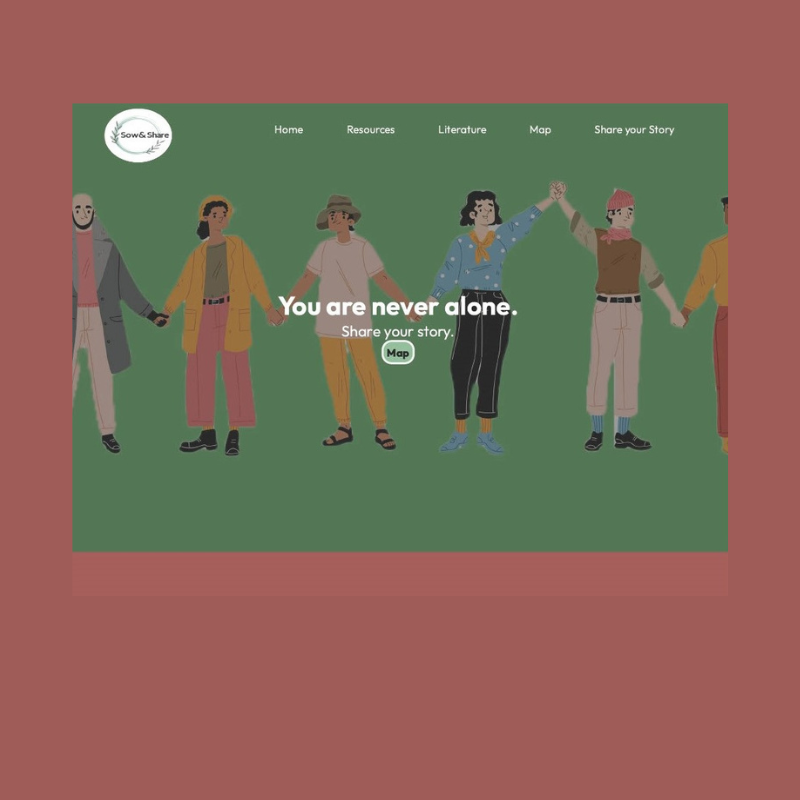 Sow & Share
Home Resources Literature Map Share your Story
You are never alone.
Share your story.
Map